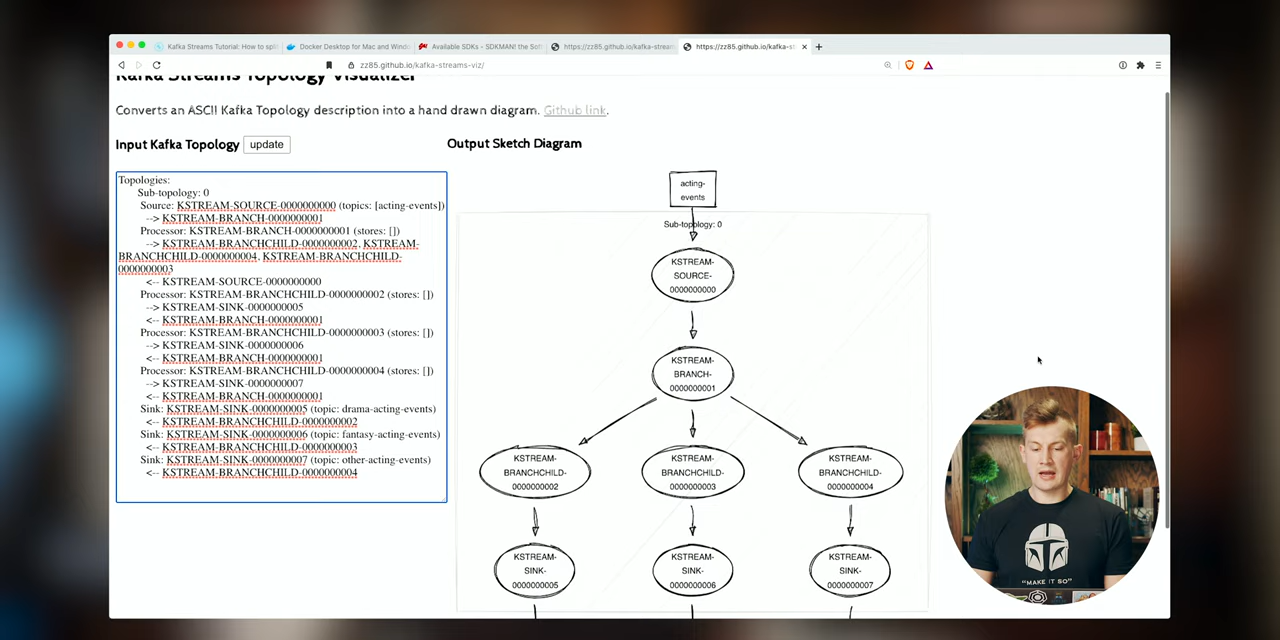 Kafka Streams Tutorial: How to spl
Docker Desktop for Mac and Windo
Available SDKs - SDKMAN! the Sof
https://zz85.github.io/kafka-stream
https://zz85.github.io/kafka-st
zz85.github.io/kafka-streams-viz/
Kafka Streams Topology Visualizer
Converts an ASCII Kafka Topology description into a hand drawn diagram. Github link.
Input Kafka Topology update
Output Sketch Diagram
Topologies:
Sub-topology: 0
Source: KSTREAM-SOURCE-0000000000 (topics: [acting-events])
--> KSTREAM-BRANCH-0000000001
Processor: KSTREAM-BRANCH-0000000001 (stores: [])
--> KSTREAM-BRANCHCHILD-0000000002, KSTREAM-
BRANCHCHILD-0000000004, KSTREAM-BRANCHCHILD-
0000000003
<-- KSTREAM-SOURCE-0000000000
Processor: KSTREAM-BRANCHCHILD-0000000002 (stores: [])
--> KSTREAM-SINK-0000000005
<-- KSTREAM-BRANCH-0000000001
Processor: KSTREAM-BRANCHCHILD-0000000003 (stores: [])
--> KSTREAM-SINK-0000000006
<-- KSTREAM-BRANCH-0000000001
Processor: KSTREAM-BRANCHCHILD-0000000004 (stores: [])
--> KSTREAM-SINK-0000000007
<-- KSTREAM-BRANCH-0000000001
Sink: KSTREAM-SINK-0000000005 (topic: drama-acting-events)
<-- KSTREAM-BRANCHCHILD-0000000002
Sink: KSTREAM-SINK-0000000006 (topic: fantasy-acting-events)
<-- KSTREAM-BRANCHCHILD-0000000003
Sink: KSTREAM-SINK-0000000007 (topic: other-acting-events)
<-- KSTREAM-BRANCHCHILD-0000000004
acting-
events
Sub-topology: 0
KSTREAM-
SOURCE-
0000000000
KSTREAM-
BRANCH-
0000000001
KSTREAM-
BRANCHCHILD-
0000000002
KSTREAM-
BRANCHCHILD-
0000000003
KSTREAM-
BRANCHCHILD-
0000000004
KSTREAM-
SINK-
0000000005
KSTREAM-
SINK-
0000000006
KSTREAM-
SINK-
0000000007
"MAKE IT SO"